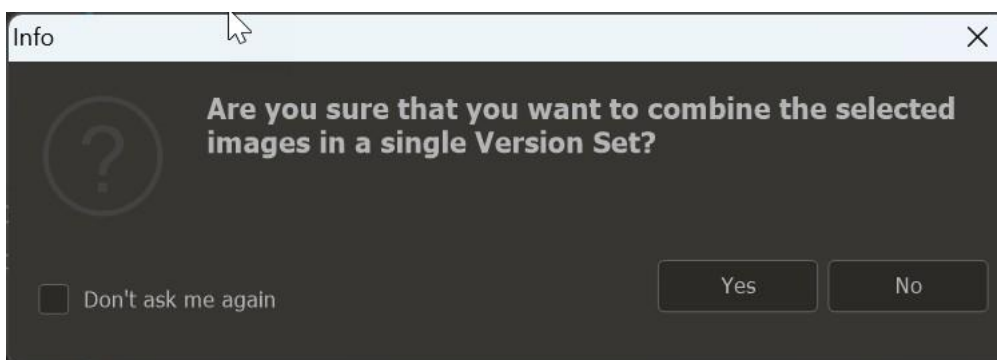 Info
Are you sure that you want to combine the selected
images in a single Version Set?
Don't ask me again
Yes
No